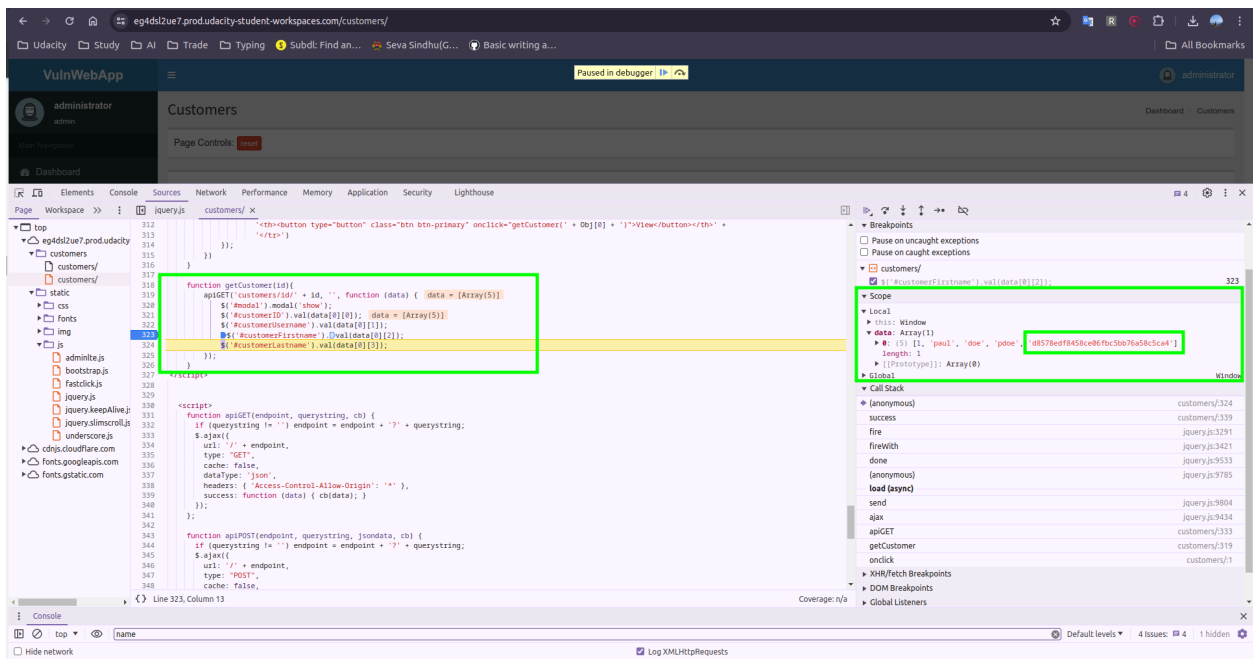 eg4dsl2ue7.prod.udacity-student-workspaces.com/customers/
Udacity Study AI Trade Typing Subdl: Find an... Seva Sindhu(G... Basic writing a... All Bookmarks
VulnWebApp Paused in debugger administrator
administrator
admin
Customers Dashboard Customers
Page Controls: reset
Main Navigation
Dashboard
Elements Console Sources Network Performance Memory Application Security Lighthouse 4
Page Workspace jquery.js customers/ ×
top
eg4dsl2ue7.prod.udacity
customers
customers/
customers/
static
css
fonts
img
js
adminlte.js
bootstrap.js
fastclick.js
jquery.js
jquery.keepAlive.js
jquery.slimscroll.js
underscore.js
cdnjs.cloudflare.com
fonts.googleapis.com
fonts.gstatic.com
312 '<th><button type="button" class="btn btn-primary" onclick="getCustomer(' + Obj[0] + ')">View</button></th>' +
313 '</tr>')
314 });
315 })
316 }
317
318 function getCustomer(id){
319 apiGET('customers/id/' + id, '', function (data) { data = [Array(5)]
320 $('#modal').modal('show');
321 $('#customerID').val(data[0][0]); data = [Array(5)]
322 $('#customerUsername').val(data[0][1]);
323 $('#customerFirstname').val(data[0][2]);
324 $('#customerLastname').val(data[0][3]);
325 });
326 }
327 </script>
328
329
330 <script>
331 function apiGET(endpoint, querystring, cb) {
332 if (querystring != '') endpoint = endpoint + '?' + querystring;
333 $.ajax({
334 url: '/' + endpoint,
335 type: "GET",
336 cache: false,
337 dataType: 'json',
338 headers: { 'Access-Control-Allow-Origin': '*' },
339 success: function (data) { cb(data); }
340 });
341 };
342
343 function apiPOST(endpoint, querystring, jsondata, cb) {
344 if (querystring != '') endpoint = endpoint + '?' + querystring;
345 $.ajax({
346 url: '/' + endpoint,
347 type: "POST",
348 cache: false,
{} Line 323, Column 13 Coverage: n/a
Breakpoints
Pause on uncaught exceptions
Pause on caught exceptions
customers/
$('#customerFirstname').val(data[0][2]); 323
Scope
Local
this: Window
data: Array(1)
0: (5) [1, 'paul', 'doe', 'pdoe', 'd8578edf8458ce06fbc5bb76a58c5ca4']
length: 1
[[Prototype]]: Array(0)
Global Window
Call Stack
(anonymous) customers/:324
success customers/:339
fire jquery.js:3291
fireWith jquery.js:3421
done jquery.js:9533
(anonymous) jquery.js:9785
load (async)
send jquery.js:9804
ajax jquery.js:9434
apiGET customers/:333
getCustomer customers/:319
onclick customers/:1
XHR/fetch Breakpoints
DOM Breakpoints
Global Listeners
Console
top name Default levels 4 Issues: 4 1 hidden
Hide network Log XMLHttpRequests